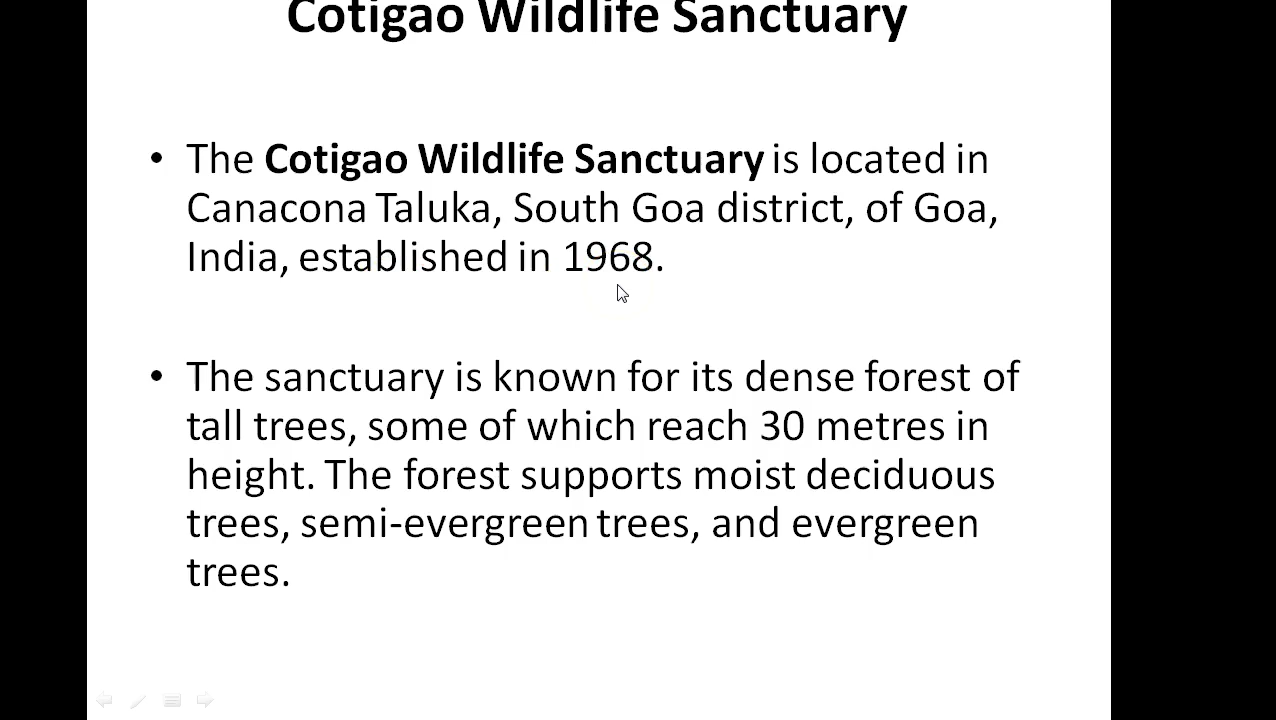 Cotigao Wildlife Sanctuary
• The Cotigao Wildlife Sanctuary is located in
Canacona Taluka, South Goa district, of Goa,
India, established in 1968.
• The sanctuary is known for its dense forest of
tall trees, some of which reach 30 metres in
height. The forest supports moist deciduous
trees, semi-evergreen trees, and evergreen
trees.